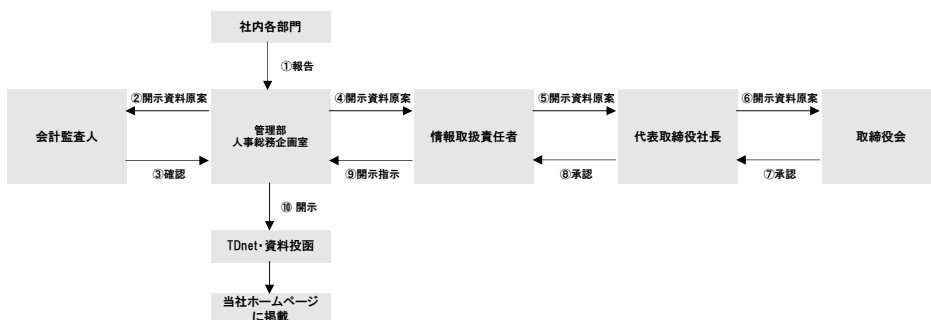 社内各部門
①報告
②開示資料原案
④開示資料原案
⑤開示資料原案
⑥開示資料原案
会計監査人
管理部
人事総務企画室
情報取扱責任者
代表取締役社長
取締役会
③確認
⑨開示指示
⑧承認
⑦承認
⑩ 開示
TDnet・資料投函
当社ホームページ
に掲載